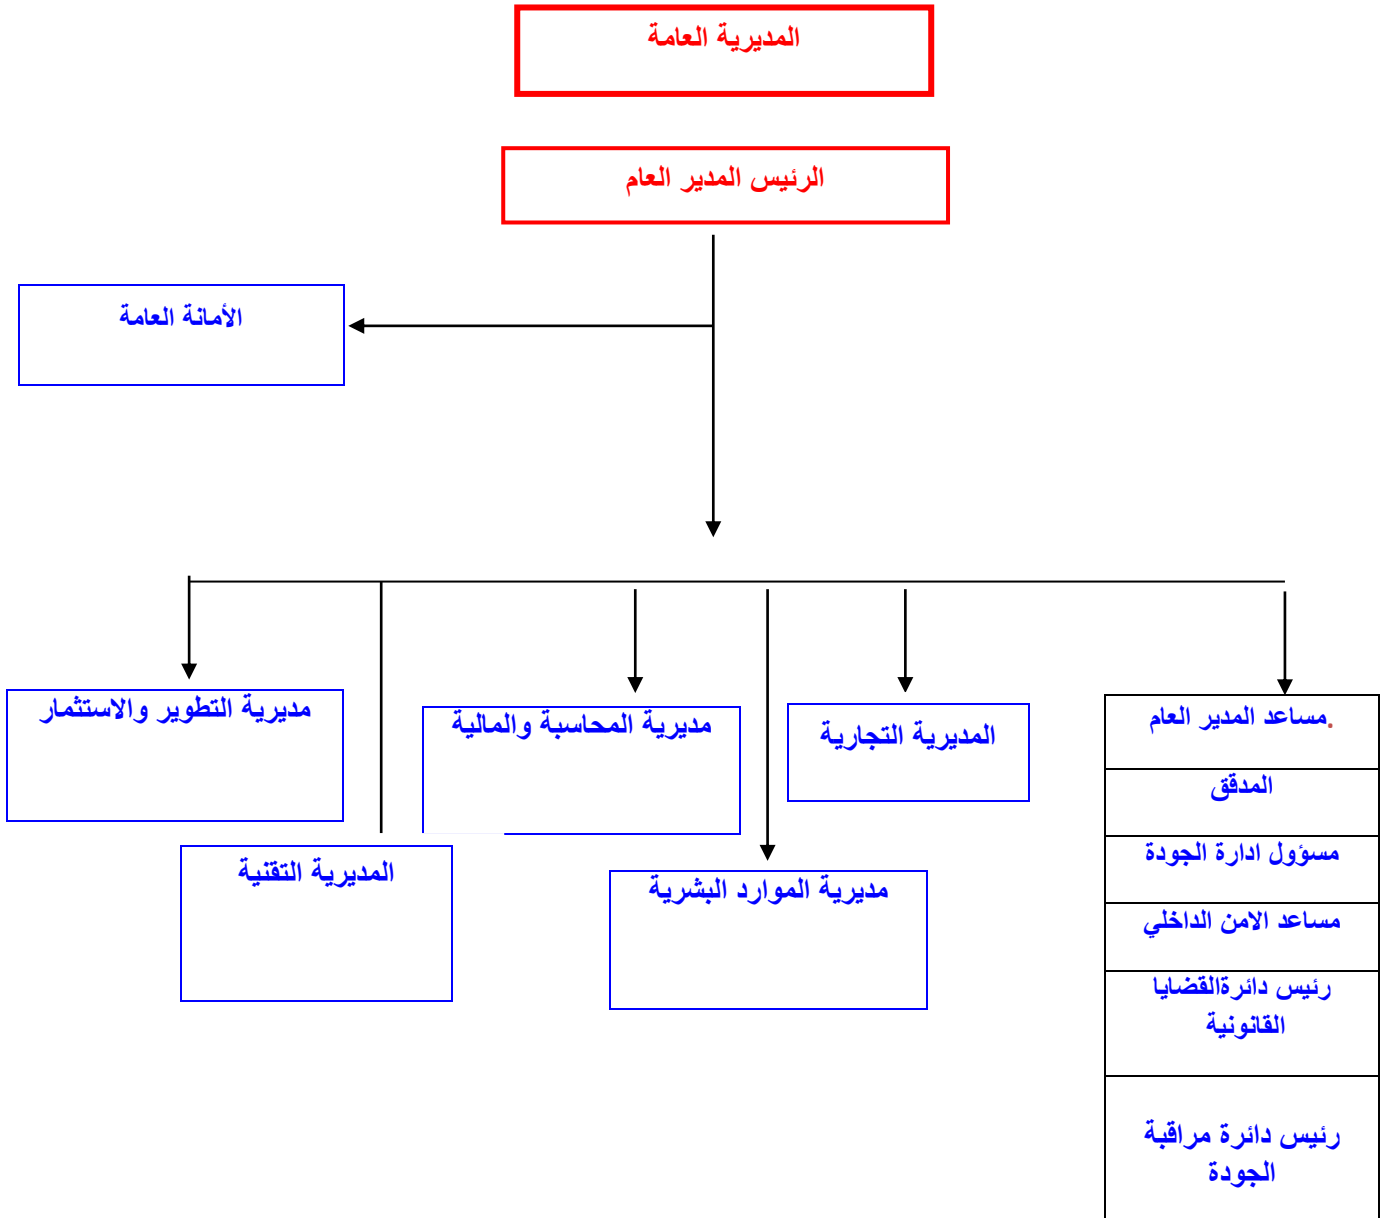 المديرية العامة
الرئيس المدير العام
الأمانة العامة
مديرية التطوير والاستثمار
مديرية المحاسبة والمالية
المديرية التجارية
المديرية التقنية
مديرية الموارد البشرية
.مساعد المدير العام
المدقق
مسؤول ادارة الجودة
مساعد الامن الداخلي
رئيس دائرةالقضايا
القانونية
رئيس دائرة مراقبة
الجودة